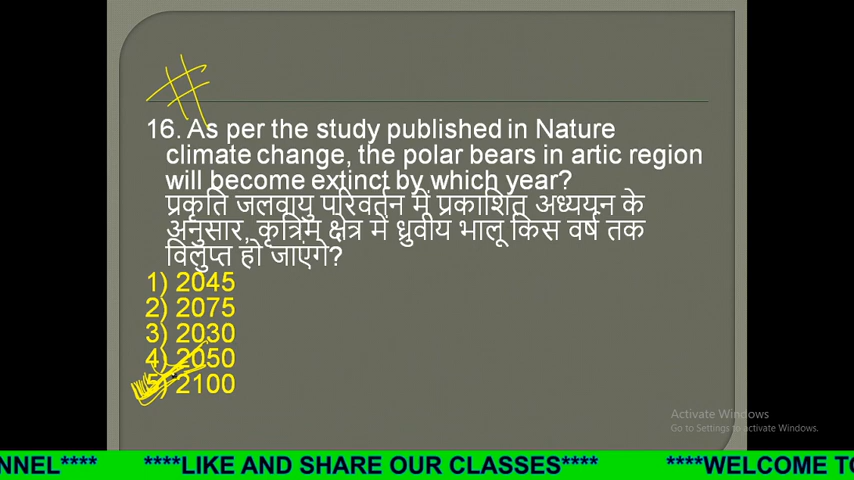 16. As per the study published in Nature
climate change, the polar bears in artic region
will become extinct by which year?
प्रकृति जलवायु परिवर्तन में प्रकाशित अध्ययन के
अनुसार, कृत्रिम क्षेत्र में ध्रुवीय भालू किस वर्ष तक
विलुप्त हो जाएंगे?
1) 2045
2) 2075
3) 2030
4) 2050
5) 2100
Activate Windows
Go to Settings to activate Windows.
NNEL**** ****LIKE AND SHARE OUR CLASSES**** ****WELCOME TO